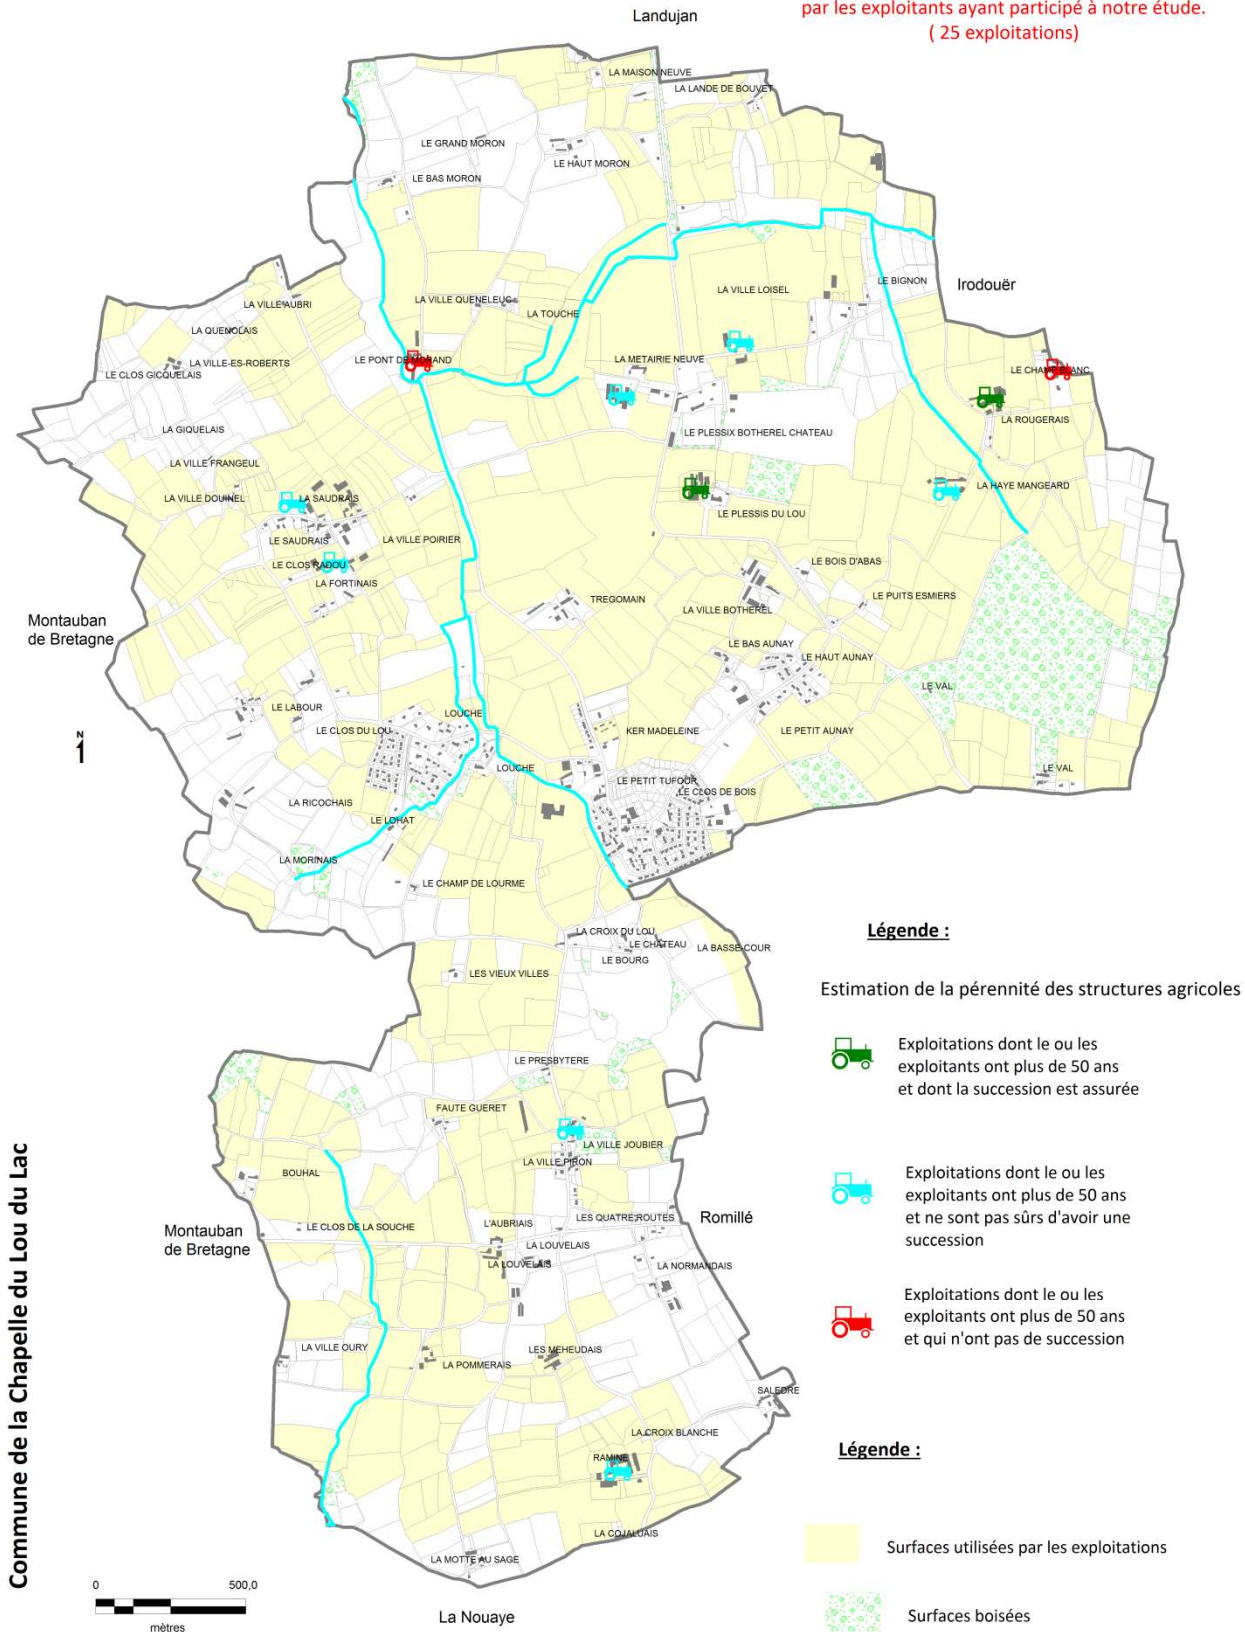 Landujan
par les exploitants ayant participé à notre étude.
( 25 exploitations)
LA MAISON NEUVE
LA LANDE DE BOUVET
LE GRAND MORON
LE HAUT MORON
LE BAS MORON
LA VILLE AUBRI
LA VILLE QUENELEUC
LA TOUCHE
LA VILLE LOISEL
LE BIGNON
Irodouër
LA QUENOLAIS
LA VILLE-ES-ROBERTS
LE CLOS GICQUELAIS
LE PONT DE MORAND
LA METAIRIE NEUVE
LE CHAMP BLANC
LA ROUGERAIS
LA GIQUELAIS
LE PLESSIX BOTHEREL CHATEAU
LA VILLE FRANGEUL
LA VILLE DOUINEL
LA SAUDRAIS
LA HAYE MANGEARD
LE PLESSIS DU LOU
LE SAUDRAIS
LA VILLE POIRIER
LE CLOS RADOU
LA FORTINAIS
LE BOIS D'ABAS
LE PUITS ESMIERS
TREGOMAIN
LA VILLE BOTHEREL
Montauban
de Bretagne
LE BAS AUNAY
LE HAUT AUNAY
LE VAL
LE LABOUR
LOUCHE
LE CLOS DU LOU
KER MADELEINE
LE PETIT AUNAY
N
LOUCHE
LE PETIT TUFOUR
LE CLOS DE BOIS
LE VAL
LA RICOCHAIS
LE LOHAT
LA MORINAIS
LE CHAMP DE LOURME
LA CROIX DU LOU
LE CHATEAU
LA BASSE-COUR
LE BOURG
LES VIEUX VILLES
Légende :
Estimation de la pérennité des structures agricoles
Exploitations dont le ou les
exploitants ont plus de 50 ans
et dont la succession est assurée
LE PRESBYTERE
FAUTE GUERET
LA VILLE JOUBIER
LA VILLE PIRON
BOUHAL
Exploitations dont le ou les
exploitants ont plus de 50 ans
et ne sont pas sûrs d'avoir une
succession
LE CLOS DE LA SOUCHE
L'AUBRIAIS
LES QUATRE ROUTES
Romillé
Montauban
de Bretagne
LA LOUVELAIS
LA LOUVELAIS
LA NORMANDAIS
Exploitations dont le ou les
exploitants ont plus de 50 ans
et qui n'ont pas de succession
LA VILLE OURY
LA POMMERAIS
LES MEHEUDAIS
SALEDRE
LA CROIX BLANCHE
RAMINE
LA COJALUAIS
LA MOTTE AU SAGE
Légende :
Surfaces utilisées par les exploitations
Surfaces boisées
Commune de la Chapelle du Lou du Lac
0 500,0
mètres
La Nouaye